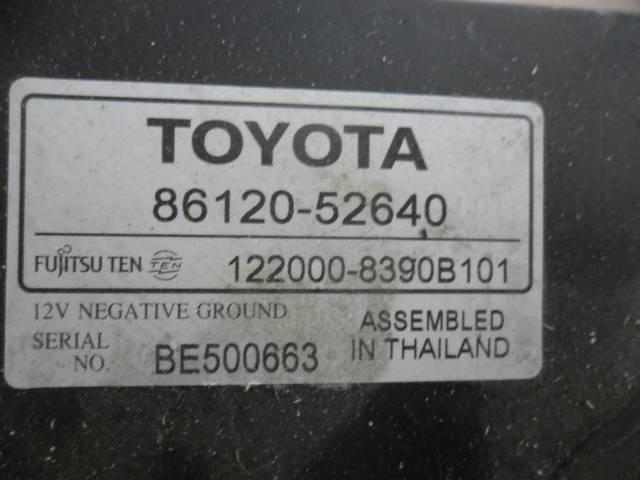 TOYOTA
86120-52640
FUJITSU TEN TEN 122000-8390B101
12V NEGATIVE GROUND
SERIAL NO. BE500663
ASSEMBLED IN THAILAND